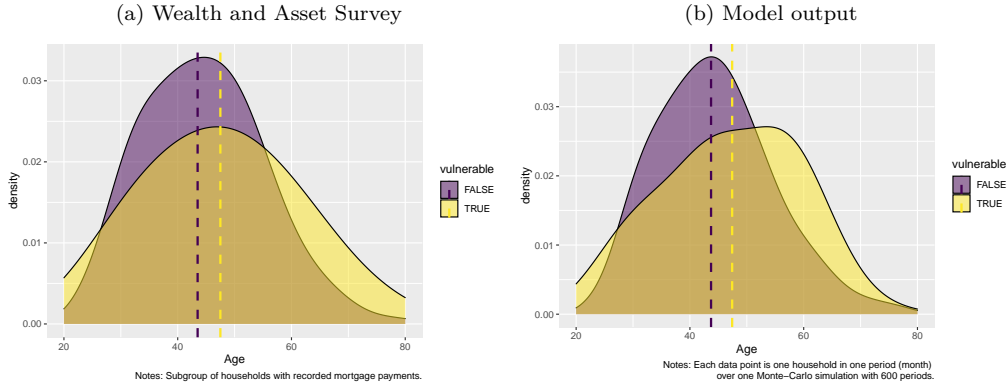 (a) Wealth and Asset Survey
0.03
0.02
0.01
0.00
density
20 40 60 80
Age
vulnerable
FALSE
TRUE
Notes: Subgroup of households with recorded mortgage payments.
(b) Model output
0.03
0.02
0.01
0.00
density
20 40 60 80
Age
vulnerable
FALSE
TRUE
Notes: Each data point is one household in one period (month)
over one Monte−Carlo simulation with 600 periods.